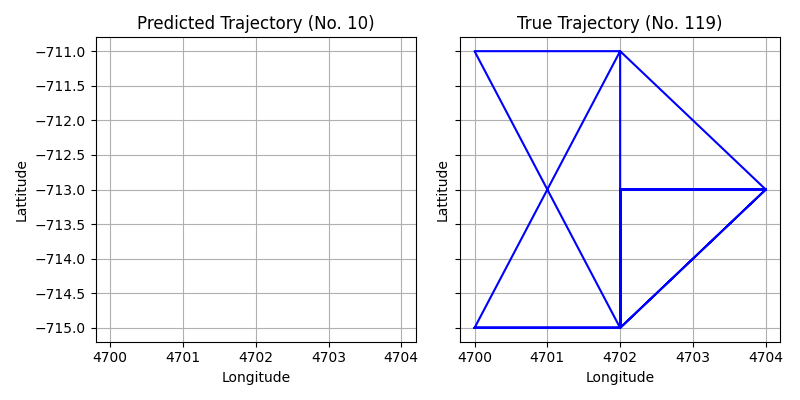 Predicted Trajectory (No. 10)
True Trajectory (No. 119)
Lattitude
−711.0
−711.5
−712.0
−712.5
−713.0
−713.5
−714.0
−714.5
−715.0
4700 4701 4702 4703 4704
Longitude
Lattitude
4700 4701 4702 4703 4704
Longitude